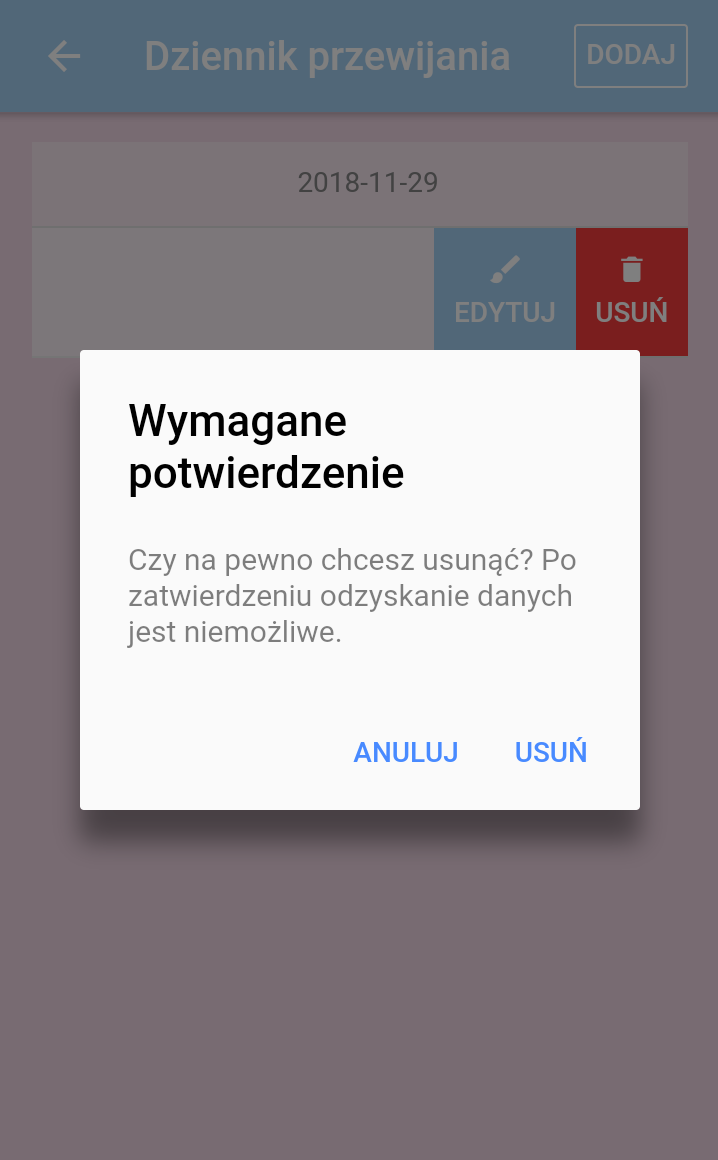 Dziennik przewijania
DODAJ
2018-11-29
EDYTUJ
USUŃ
Wymagane
potwierdzenie
Czy na pewno chcesz usunąć? Po
zatwierdzeniu odzyskanie danych
jest niemożliwe.
ANULUJ
USUŃ